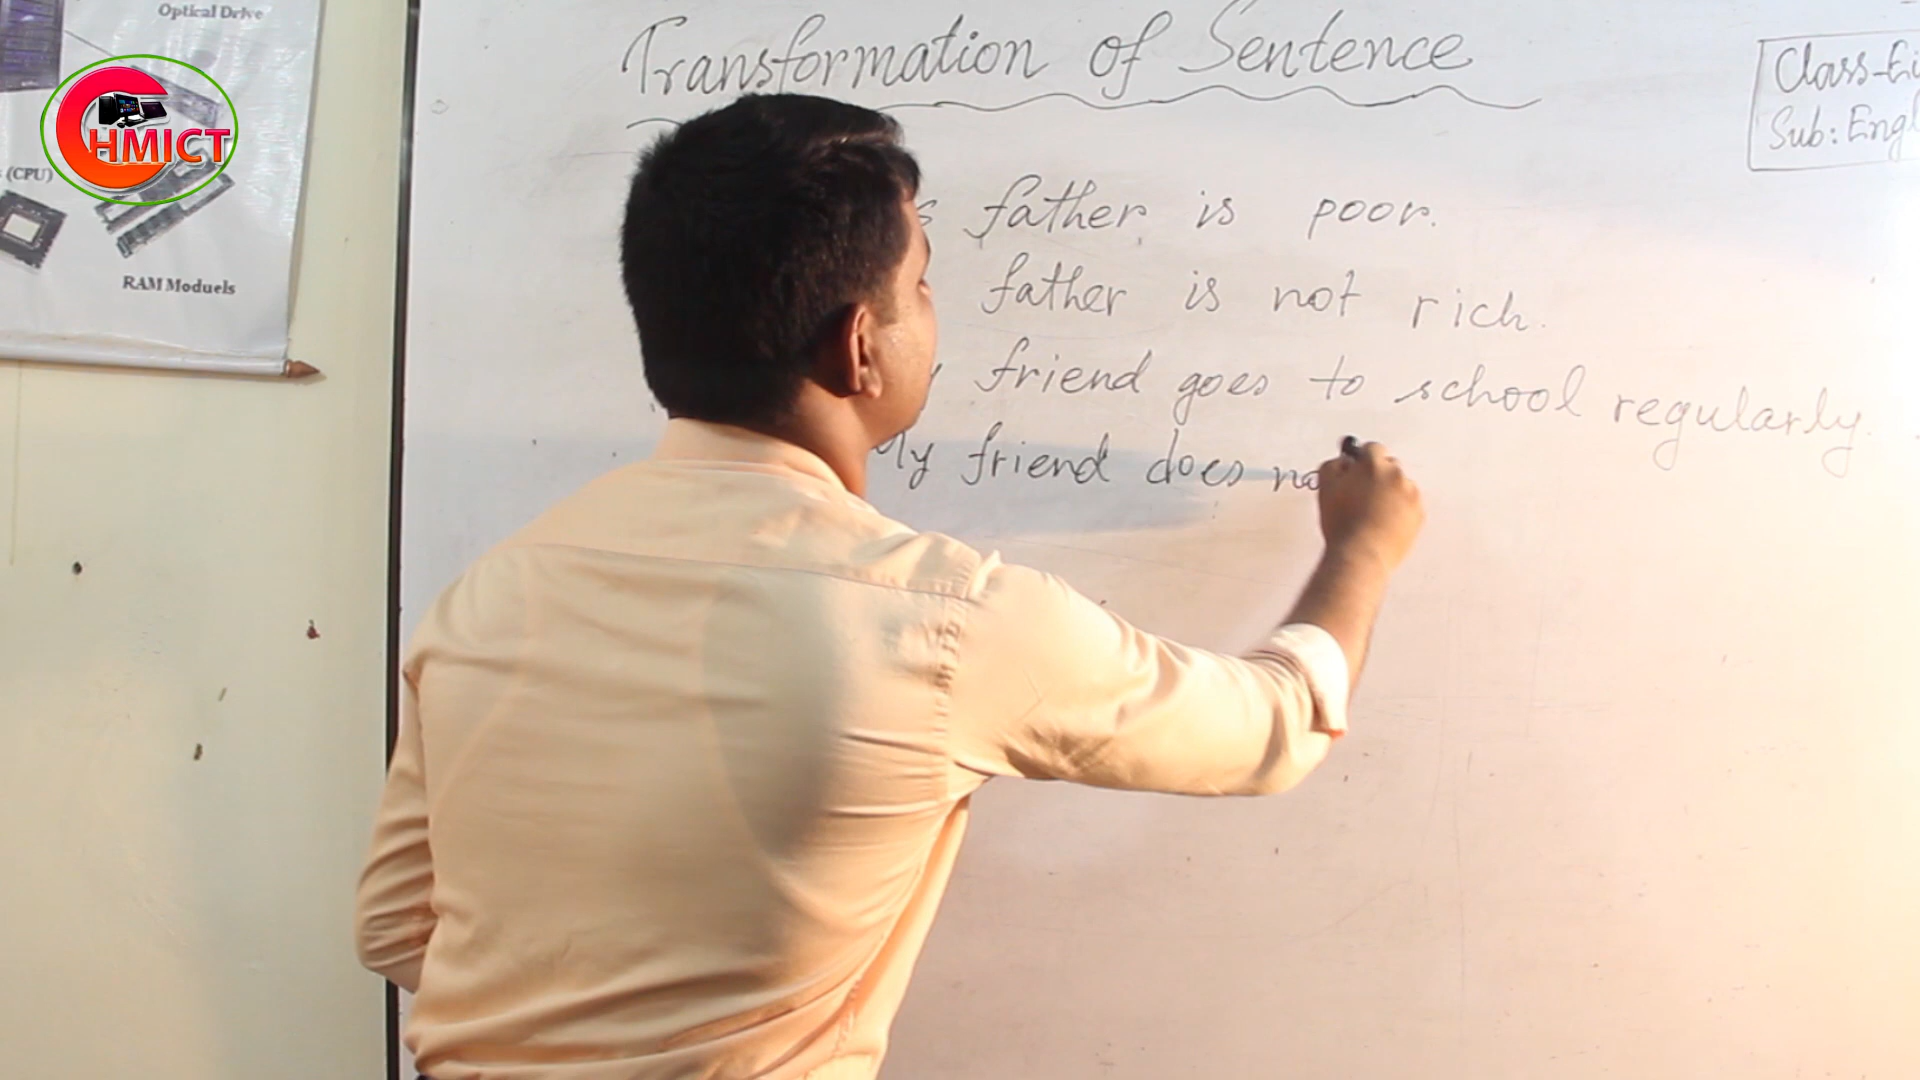 Optical Drive
HMICT
(CPU)
RAM Moduels
Transformation of Sentence
Class-Ei
Sub: Engl
father is poor.
father is not rich.
friend goes to school regularly.
My friend does no